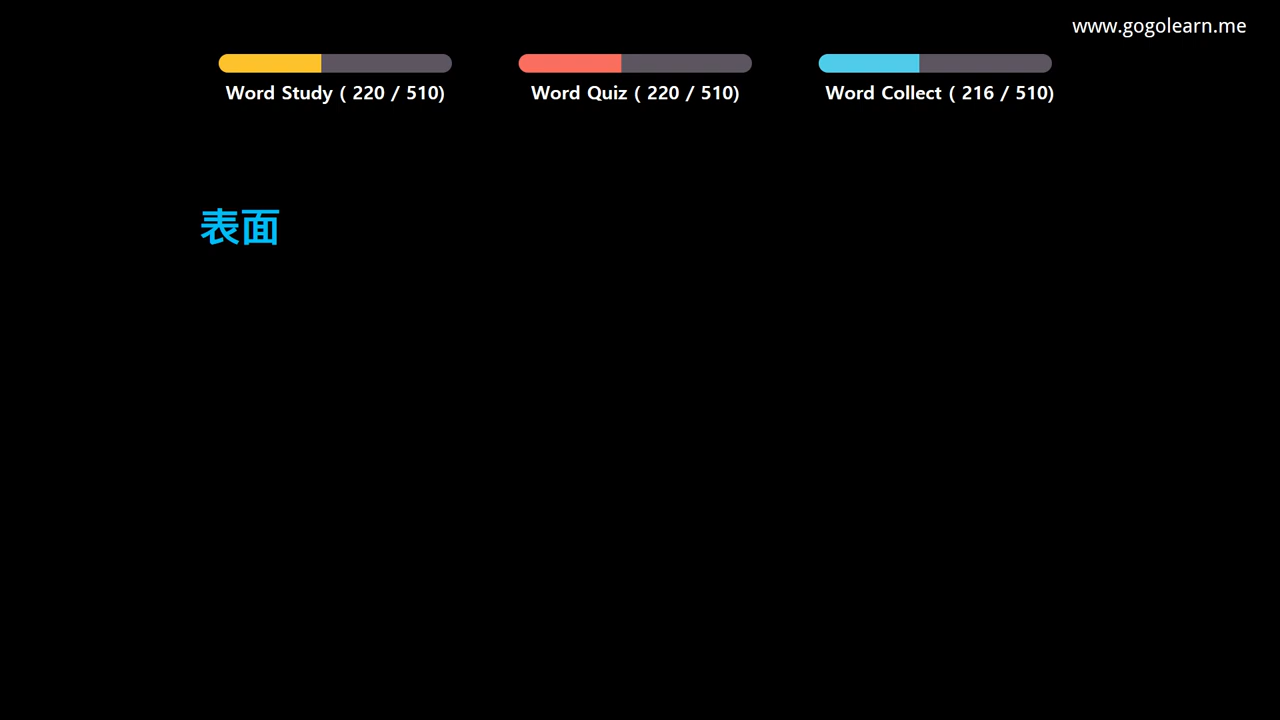 www.gogolearn.me
Word Study ( 220 / 510)
Word Quiz ( 220 / 510)
Word Collect ( 216 / 510)
表面